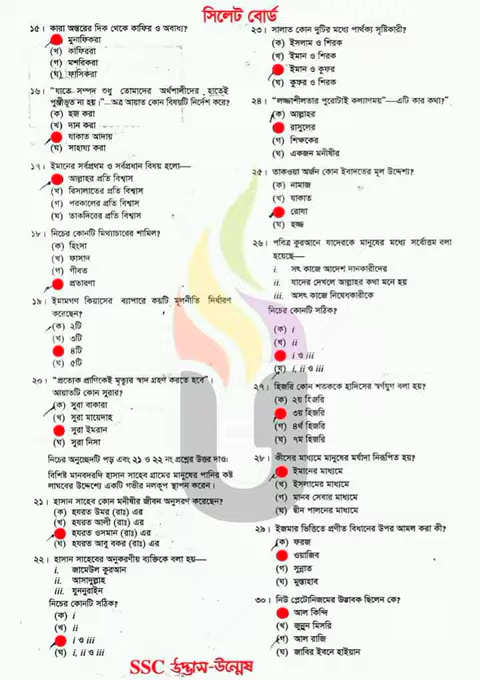 সিলেট বোর্ড
১৫। কারা অন্তরের দিক থেকে কাফির ও অবাধ্য?
মুনাফিকরা
(খ) কাফিররা
(গ) মুশরিকরা
(ঘ) ফাসিকরা
১৬। "যাতে সম্পদ শুধু তোমাদের অর্থশালীদের হাতেই
পুঞ্জীভূত না হয়।"—অত্র আয়াত কোন বিষয়টি নির্দেশ করে?
(ক) হজ করা
(খ) দান করা
যাকাত আদায়
(ঘ) সাহায্য করা
১৭। ইমানের সর্বপ্রথম ও সর্বপ্রধান বিষয় হলো—
আল্লাহর প্রতি বিশ্বাস
(খ) রিসালাতের প্রতি বিশ্বাস
(গ) পরকালের প্রতি বিশ্বাস
(ঘ) তাকদিরের প্রতি বিশ্বাস
১৮। নিচের কোনটি মিথ্যাচারের শামিল?
(ক) হিংসা
(খ) ফাসাদ
(গ) গীবত
প্রতারণা
১৯। ইমামগণ কিয়াসের ব্যাপারে কয়টি মূলনীতি নির্ধারণ
করেছেন?
(ক) ২টি
(খ) ৩টি
৪টি
(ঘ) ৫টি
২০। "প্রত্যেক প্রাণিকেই মৃত্যুর স্বাদ গ্রহণ করতে হবে"।
আয়াতটি কোন সুরার?
(ক) সুরা বাকারা
(খ) সুরা মায়েদাহ
সুরা ইমরান
(ঘ) সুরা নিসা
নিচের অনুচ্ছেদটি পড় এবং ২১ ও ২২ নং প্রশ্নের উত্তর দাও:
বিশিষ্ট মানবদরদি হাসান সাহেব গ্রামের মানুষের পানির কষ্ট
লাঘবের উদ্দেশ্যে একটি গভীর নলকূপ স্থাপন করেন।
২১। হাসান সাহেব কোন মনীষীর জীবন অনুসরণ করেছেন?
(ক) হযরত উমর (রাঃ) এর
(খ) হযরত আলী (রাঃ) এর
হযরত ওসমান (রাঃ) এর
(ঘ) হযরত আবু বকর (রাঃ) এর
২২। হাসান সাহেবের অনুকরণীয় ব্যক্তিকে বলা হয়—
i. জামেউল কুরআন
ii. আসাদুল্লাহ
iii. যুননুরাইন
নিচের কোনটি সঠিক?
(ক) i
(খ) ii
i ও iii
(ঘ) i, ii ও iii
২৩। সালাত কোন দুটির মধ্যে পার্থক্য সৃষ্টিকারী?
(ক) ইসলাম ও শিরক
(খ) ইমান ও শিরক
ইমান ও কুফর
(ঘ) কুফর ও শিরক
২৪। "লজ্জাশীলতার পুরোটাই কল্যাণময়"—এটি কার কথা?
(ক) আল্লাহর
রাসুলের
(গ) শিক্ষকের
(ঘ) একজন মনীষীর
২৫। তাকওয়া অর্জন কোন ইবাদতের মূল উদ্দেশ্য?
(ক) নামাজ
(খ) যাকাত
রোযা
(ঘ) হজ্জ
২৬। পবিত্র কুরআনে যাদেরকে মানুষের মধ্যে সর্বোত্তম বলা
হয়েছে—
i. সৎ কাজে আদেশ দানকারীদের
ii. যাদের দেখলে আল্লাহর কথা মনে হয়
iii. অসৎ কাজে নিষেধকারীকে
নিচের কোনটি সঠিক?
(ক) i
(খ) ii
i ও iii
(ঘ) i, ii ও iii
২৭। হিজরি কোন শতককে হাদিসের স্বর্ণযুগ বলা হয়?
(ক) ২য় হিজরি
৩য় হিজরি
(গ) ৪র্থ হিজরি
(ঘ) ৭ম হিজরি
২৮। কীসের মাধ্যমে মানুষের মর্যাদা নিরূপিত হয়?
ইমানের মাধ্যমে
(খ) ইসলামের মাধ্যমে
(গ) মানব সেবার মাধ্যমে
(ঘ) দ্বীন পালনের মাধ্যমে
২৯। ইজমার ভিত্তিতে প্রণীত বিধানের উপর আমল করা কী?
(ক) ফরজ
ওয়াজিব
(গ) সুন্নাত
(ঘ) মুস্তাহাব
৩০। নিউ প্লেটোনিজমের উদ্ভাবক ছিলেন কে?
আল কিন্দি
(খ) জুনুন মিসরি
(গ) আল রাজি
(ঘ) জাবির ইবনে হাইয়ান
SSC উদ্ভাস-উন্মেষ